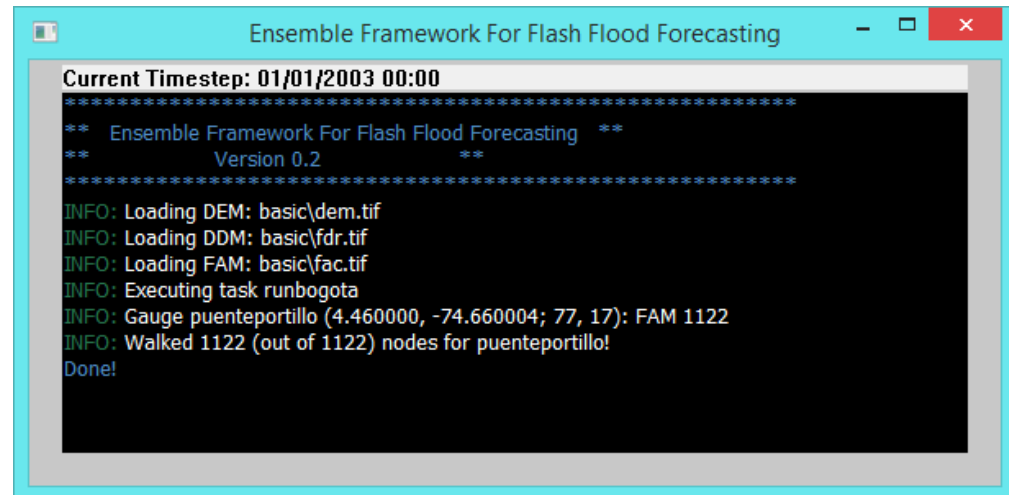 Ensemble Framework For Flash Flood Forecasting
Current Timestep: 01/01/2003 00:00
********************************************************
** Ensemble Framework For Flash Flood Forecasting **
** Version 0.2 **
********************************************************
INFO: Loading DEM: basic\dem.tif
INFO: Loading DDM: basic\fdr.tif
INFO: Loading FAM: basic\fac.tif
INFO: Executing task runbogota
INFO: Gauge puenteportillo (4.460000, -74.660004; 77, 17): FAM 1122
INFO: Walked 1122 (out of 1122) nodes for puenteportillo!
Done!